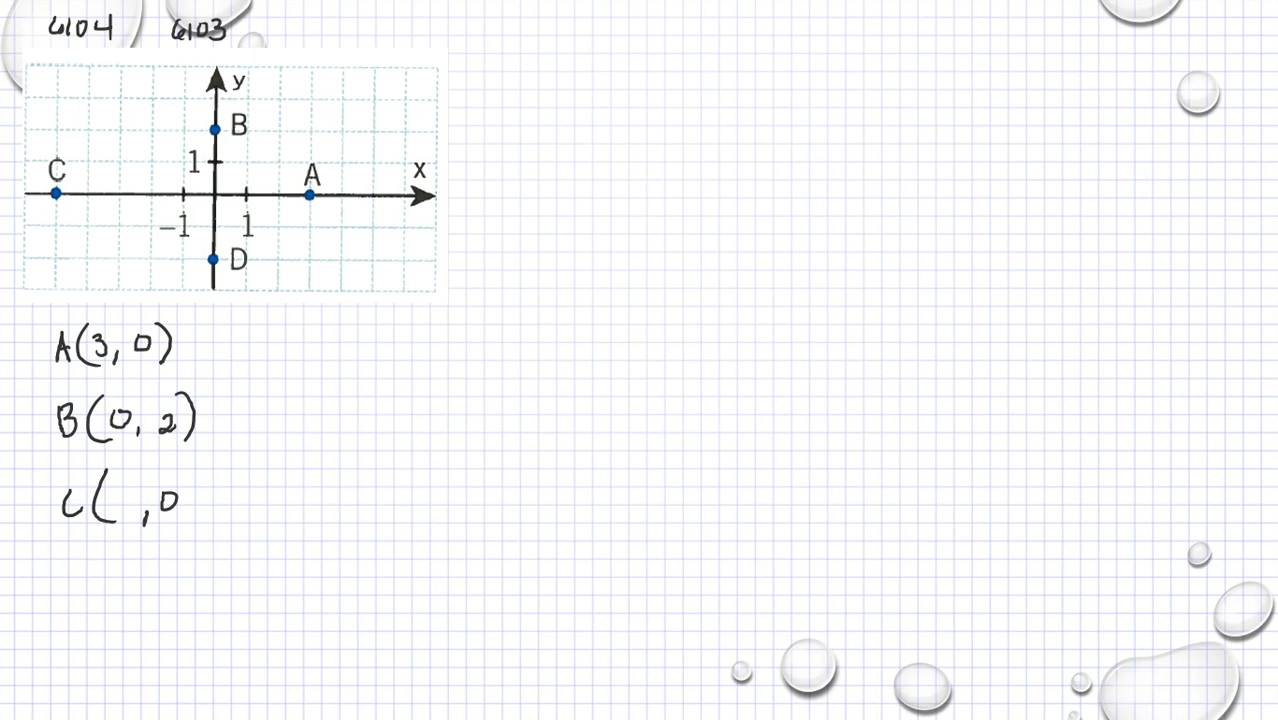 6104 6103
y
B
1
C
A
x
-1 1
D
A(3, 0)
B(0, 2)
C( , 0